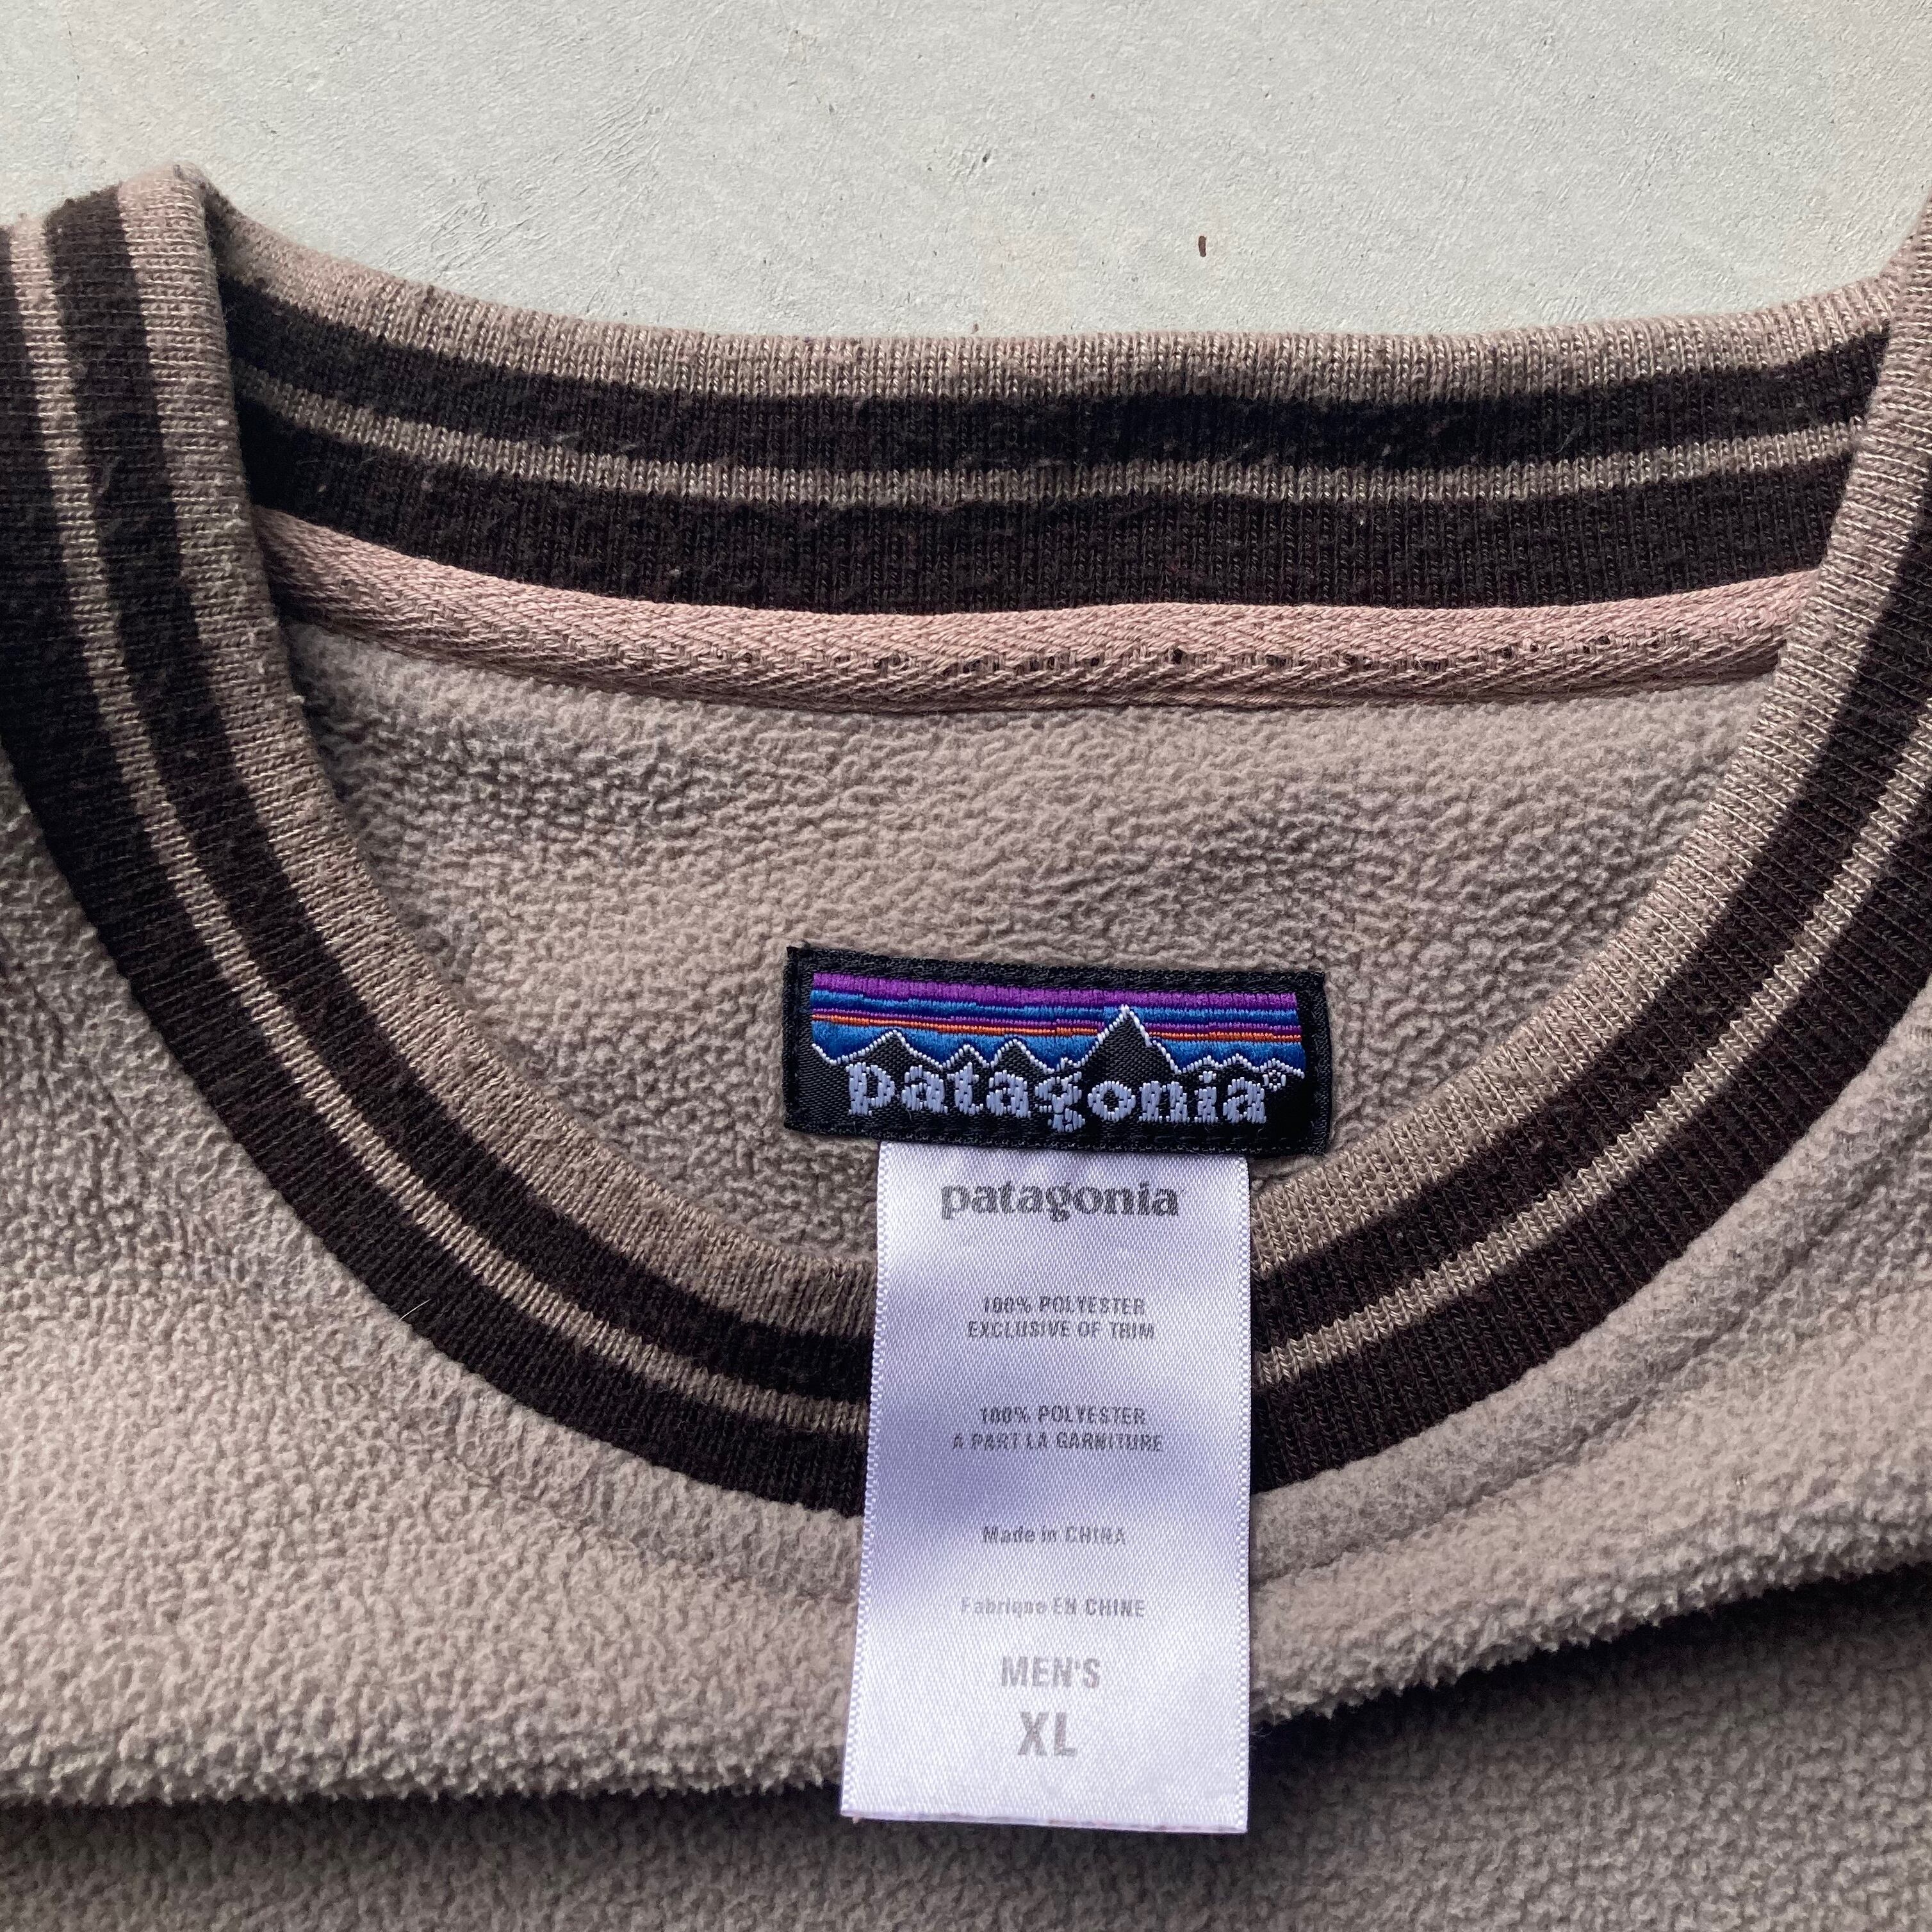 patagonia®
patagonia
100% POLYESTER
EXCLUSIVE OF TRIM
100% POLYESTER
A PART LA GARNITURE
Made in CHINA
Fabrique EN CHINE
MEN'S
XL